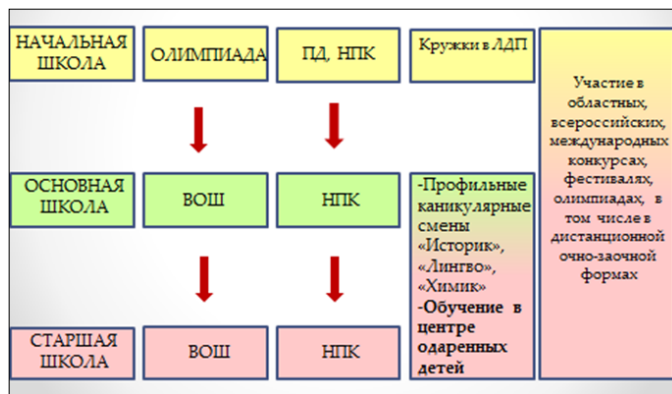 НАЧАЛЬНАЯ
ШКОЛА
ОЛИМПИАДА
ПД, НПК
Кружки в ЛДП
ОСНОВНАЯ
ШКОЛА
ВОШ
НПК
-Профильные
каникулярные
смены
«Историк»,
«Лингво»,
«Химик»
-Обучение в
центре
одаренных
детей
СТАРШАЯ
ШКОЛА
ВОШ
НПК
Участие в
областных,
всероссийских,
международных
конкурсах,
фестивалях,
олимпиадах, в
том числе в
дистанционной
очно-заочной
формах